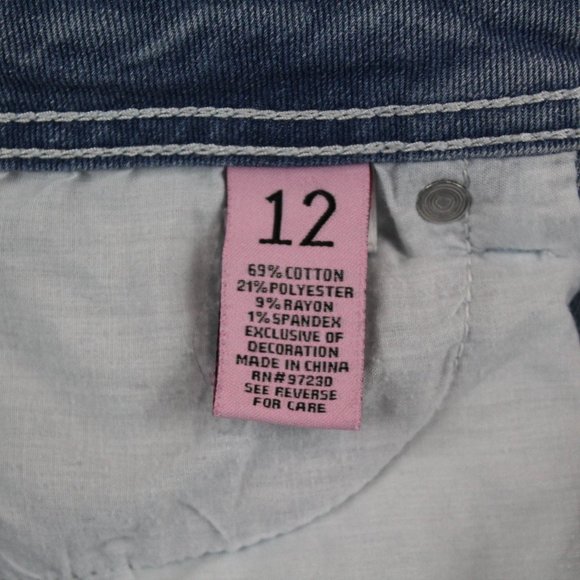 12
69% COTTON
21% POLYESTER
9% RAYON
1% SPANDEX
EXCLUSIVE OF
DECORATION
MADE IN CHINA
RN#97230
SEE REVERSE
FOR CARE